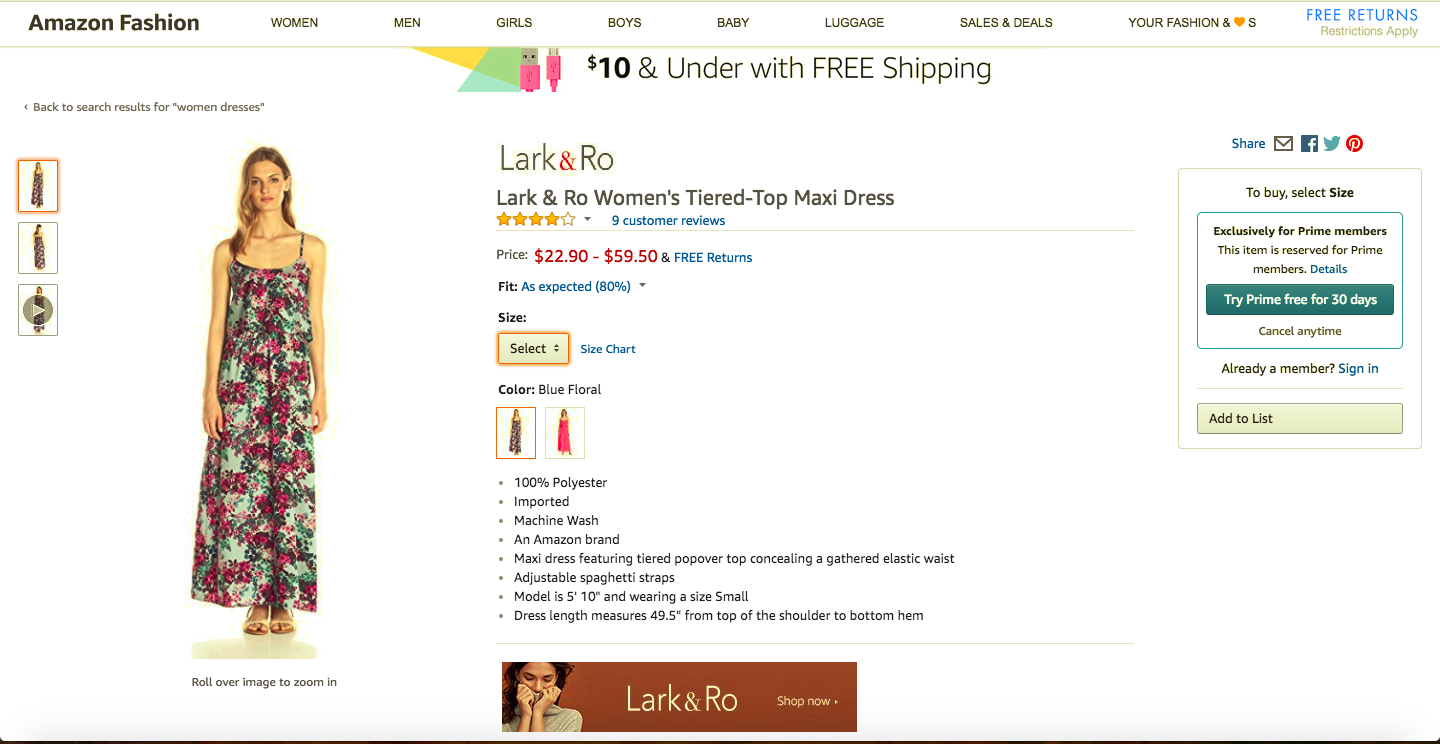 Amazon Fashion
WOMEN
MEN
GIRLS
BOYS
BABY
LUGGAGE
SALES & DEALS
YOUR FASHION & 🧡 S
FREE RETURNS
Restrictions Apply
$10 & Under with FREE Shipping
‹ Back to search results for "women dresses"
Lark & Ro
Lark & Ro Women's Tiered-Top Maxi Dress
9 customer reviews
Price: $22.90 - $59.50 & FREE Returns
Fit: As expected (80%)
Size:
Select
Size Chart
Color: Blue Floral
• 100% Polyester
• Imported
• Machine Wash
• An Amazon brand
• Maxi dress featuring tiered popover top concealing a gathered elastic waist
• Adjustable spaghetti straps
• Model is 5' 10" and wearing a size Small
• Dress length measures 49.5" from top of the shoulder to bottom hem
Roll over image to zoom in
Lark & Ro
Shop now ›
Share
To buy, select Size
Exclusively for Prime members
This item is reserved for Prime
members. Details
Try Prime free for 30 days
Cancel anytime
Already a member? Sign in
Add to List